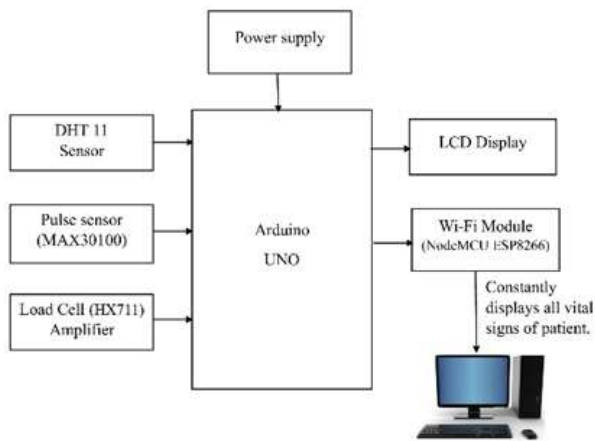 Power supply
DHT 11
Sensor
Pulse sensor
(MAX30100)
Load Cell (HX711)
Amplifier
Arduino
UNO
LCD Display
Wi-Fi Module
(NodeMCU ESP8266)
Constantly
displays all vital
signs of patient.